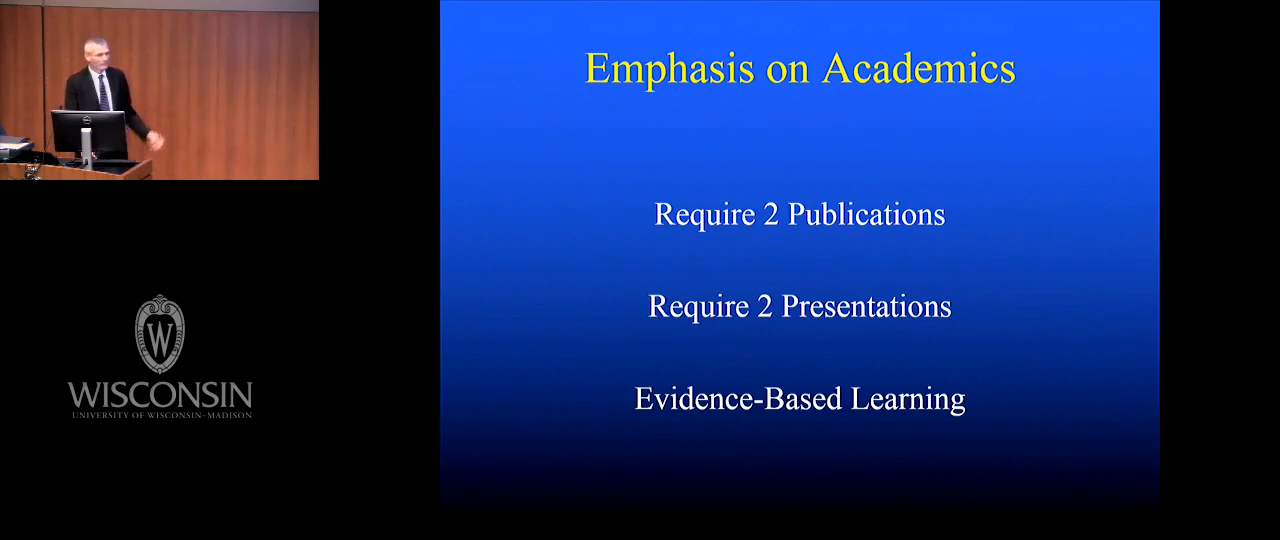 Emphasis on Academics
Require 2 Publications
Require 2 Presentations
Evidence-Based Learning
W
WISCONSIN
UNIVERSITY OF WISCONSIN–MADISON